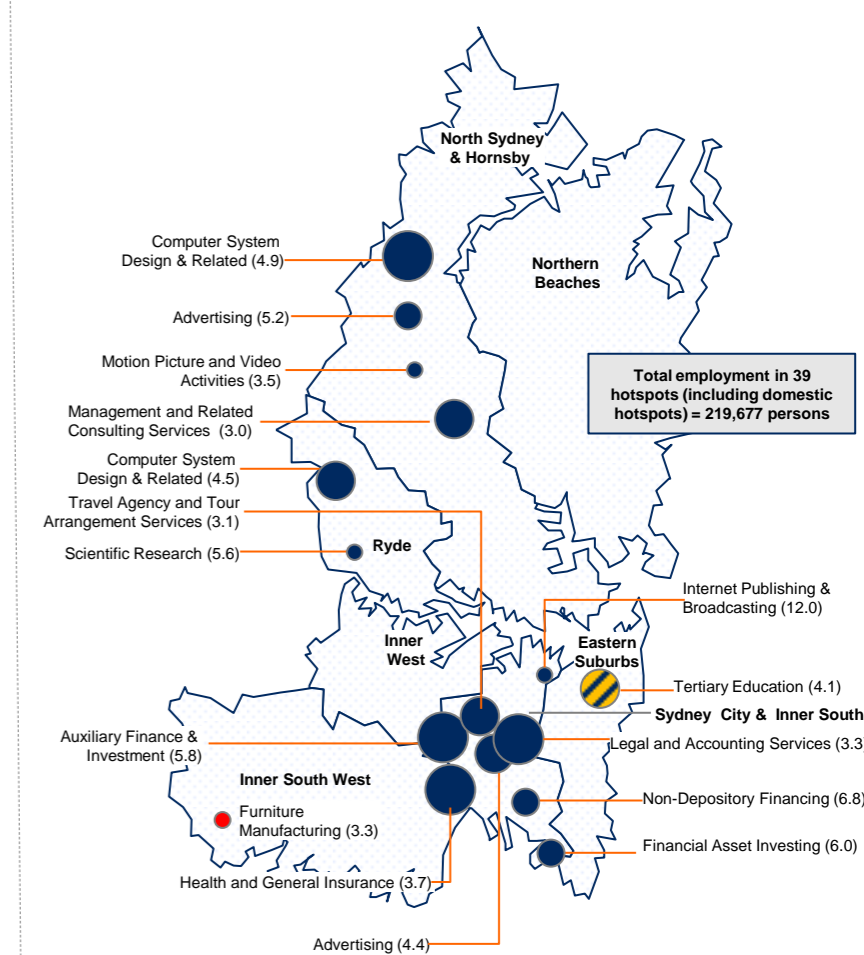 North Sydney
& Hornsby
Computer System
Design & Related (4.9)
Northern
Beaches
Advertising (5.2)
Motion Picture and Video
Activities (3.5)
Total employment in 39
hotspots (including domestic
hotspots) = 219,677 persons
Management and Related
Consulting Services (3.0)
Computer System
Design & Related (4.5)
Travel Agency and Tour
Arrangement Services (3.1)
Scientific Research (5.6)
Ryde
Internet Publishing &
Broadcasting (12.0)
Inner
West
Eastern
Suburbs
Tertiary Education (4.1)
Sydney City & Inner South
Auxiliary Finance &
Investment (5.8)
Legal and Accounting Services (3.3)
Inner South West
Non-Depository Financing (6.8)
Furniture
Manufacturing (3.3)
Financial Asset Investing (6.0)
Health and General Insurance (3.7)
Advertising (4.4)